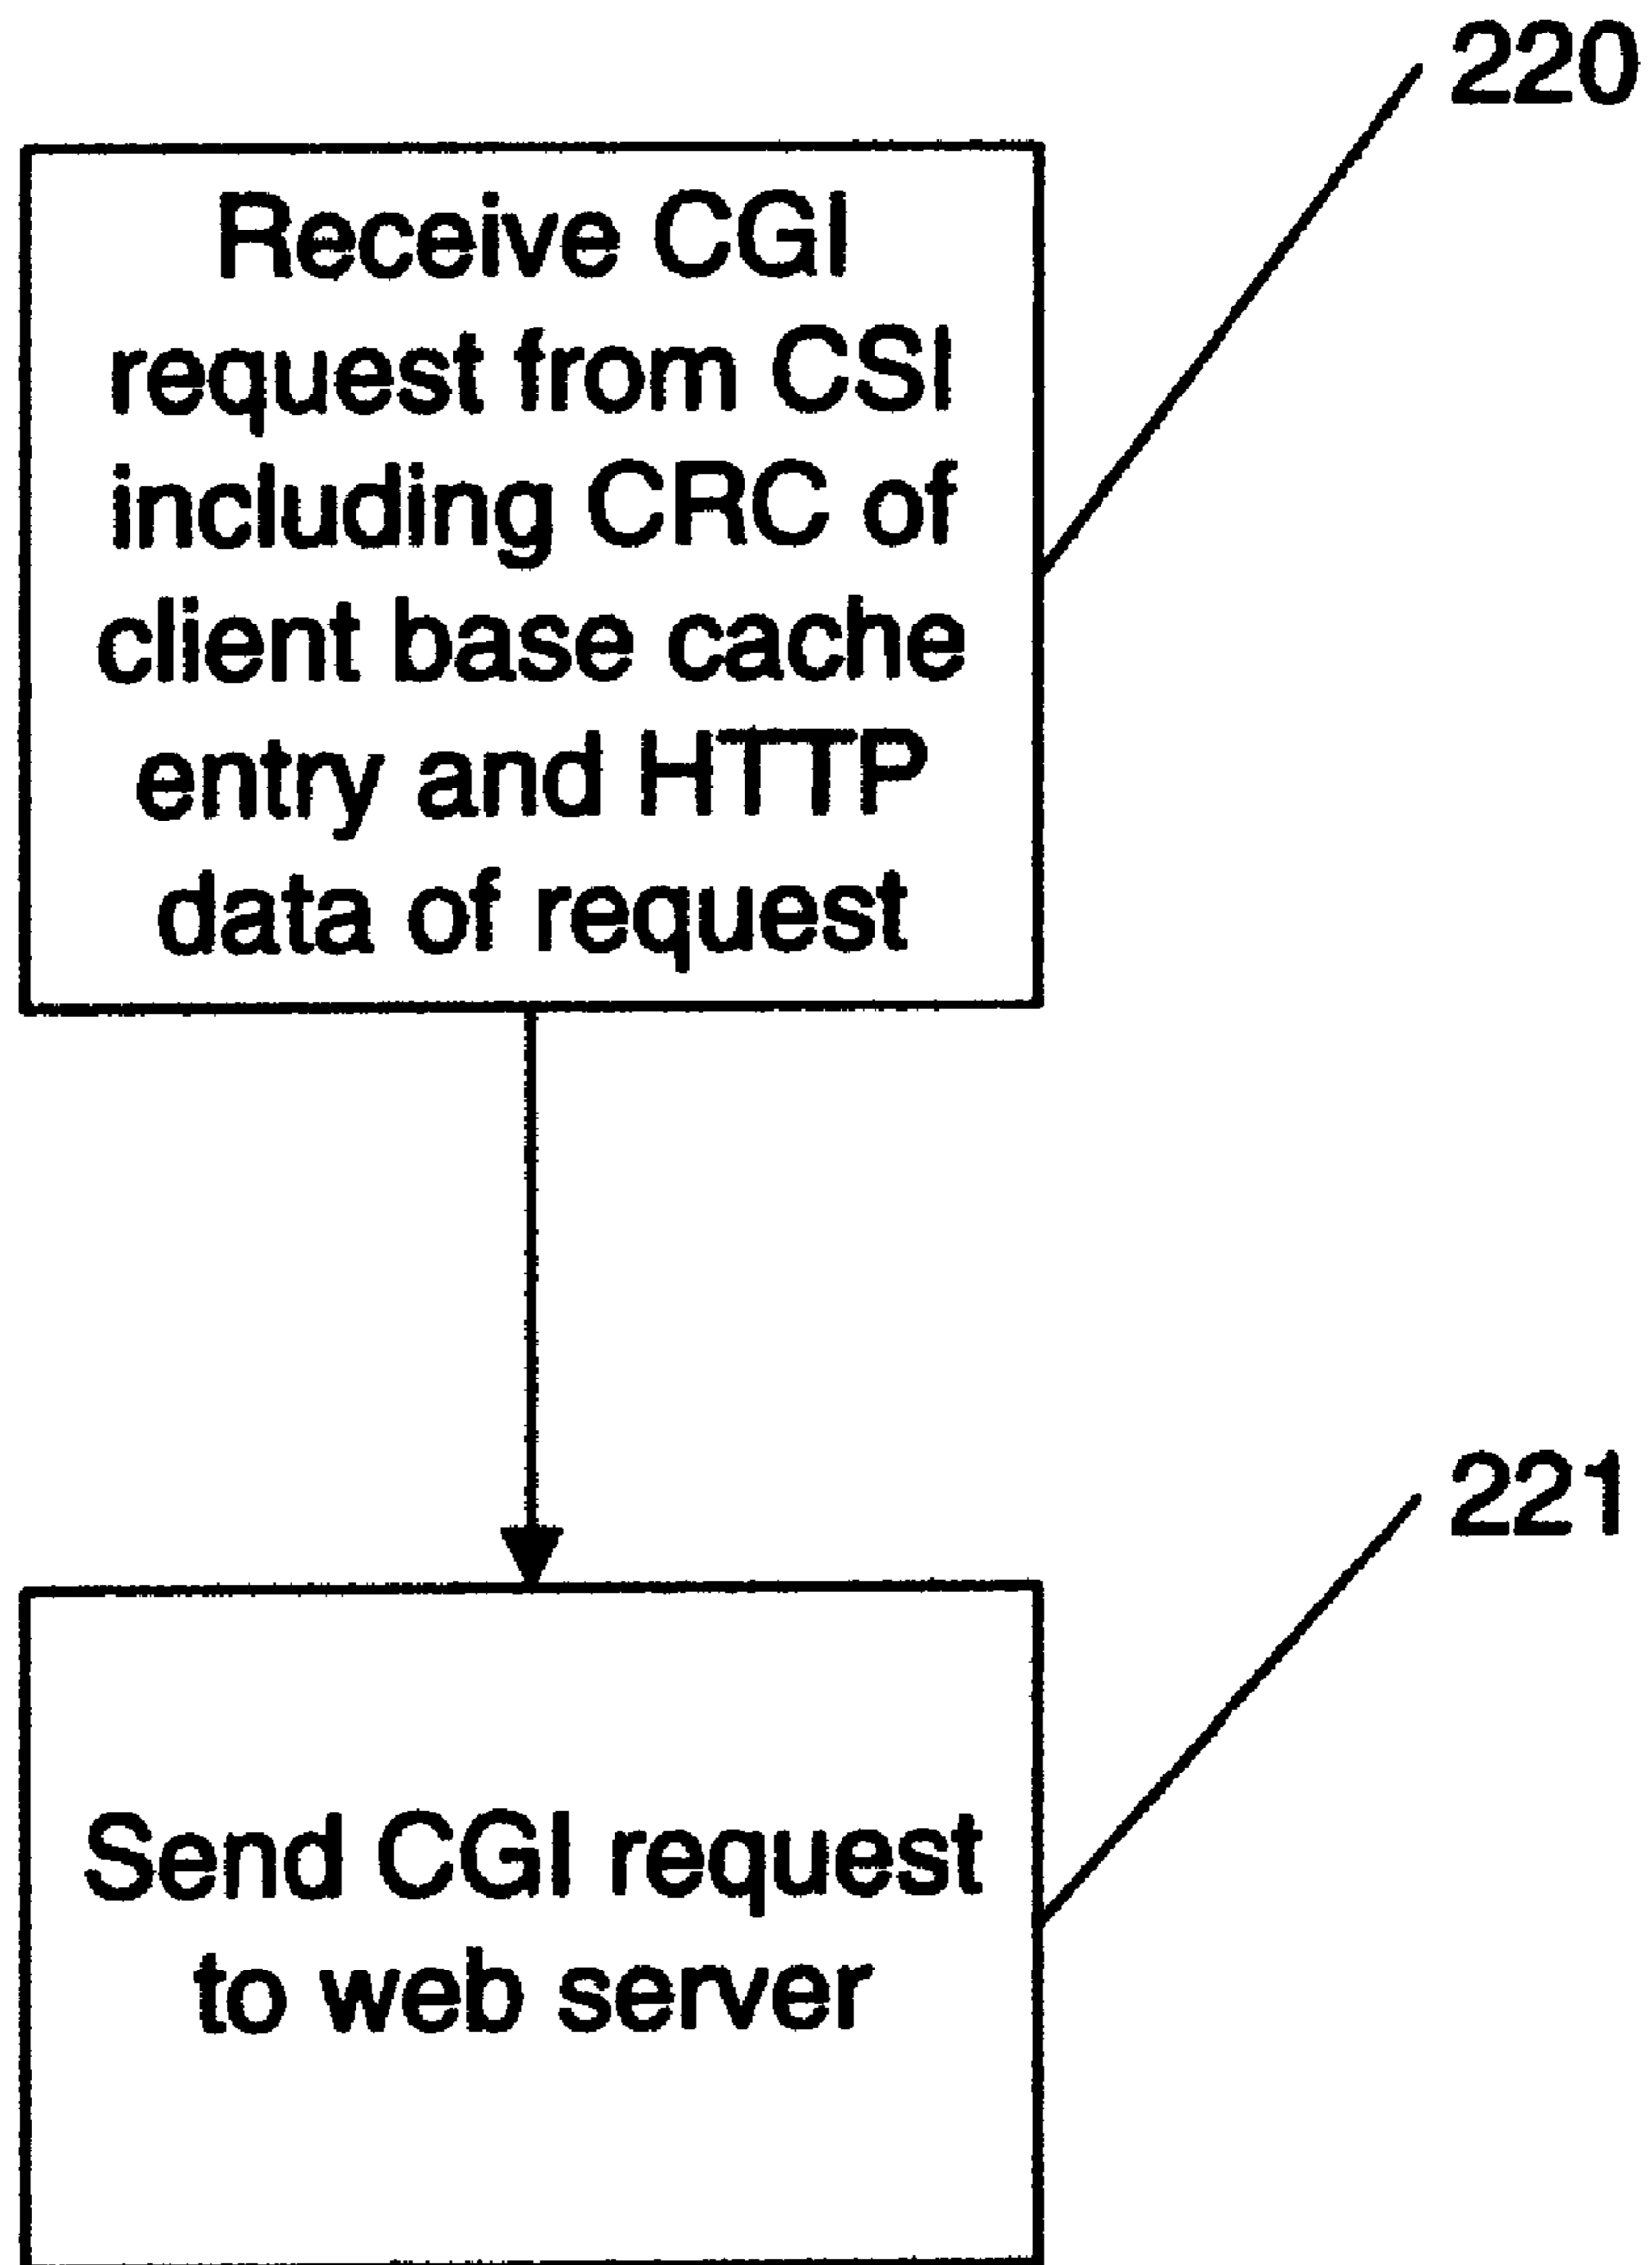 220
Receive CGI
request from CSI
including CRC of
client base cache
entry and HTTP
data of request
221
Send CGI request
to web server